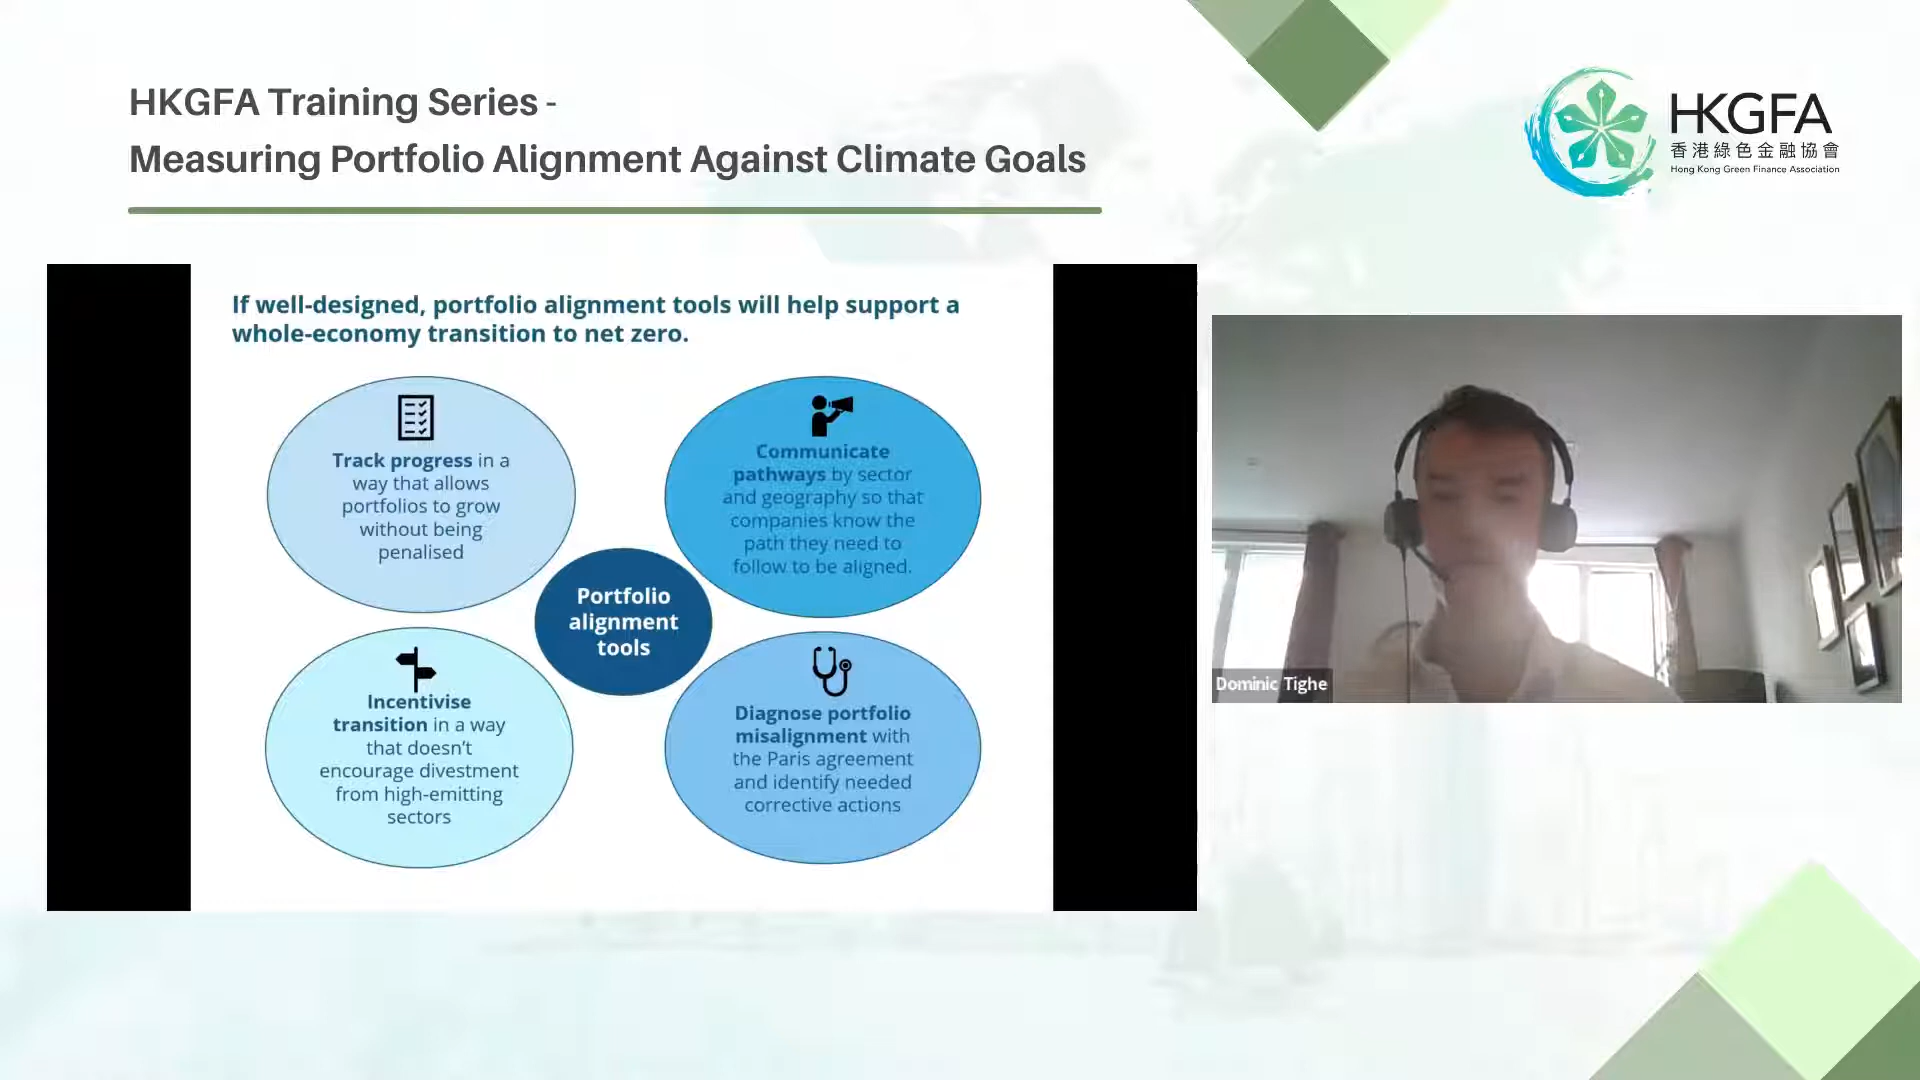 HKGFA Training Series -
Measuring Portfolio Alignment Against Climate Goals
HKGFA
香港綠色金融協會
Hong Kong Green Finance Association
If well-designed, portfolio alignment tools will help support a
whole-economy transition to net zero.
Track progress in a
way that allows
portfolios to grow
without being
penalised
Communicate
pathways by sector
and geography so that
companies know the
path they need to
follow to be aligned.
Portfolio
alignment
tools
Incentivise
transition in a way
that doesn't
encourage divestment
from high-emitting
sectors
Diagnose portfolio
misalignment with
the Paris agreement
and identify needed
corrective actions
Dominic Tighe